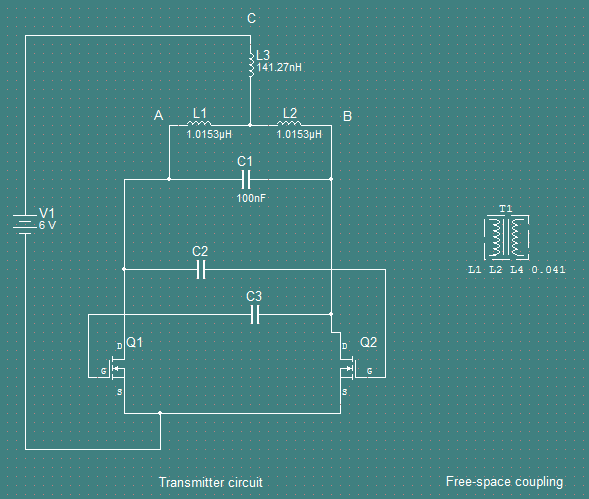 C
L3
141.27nH
A
L1
L2
B
1.0153µH
1.0153µH
C1
100nF
V1
6 V
T1
C2
L1 L2 L4 0.041
C3
D
Q1
D
Q2
G
G
S
S
Transmitter circuit
Free-space coupling